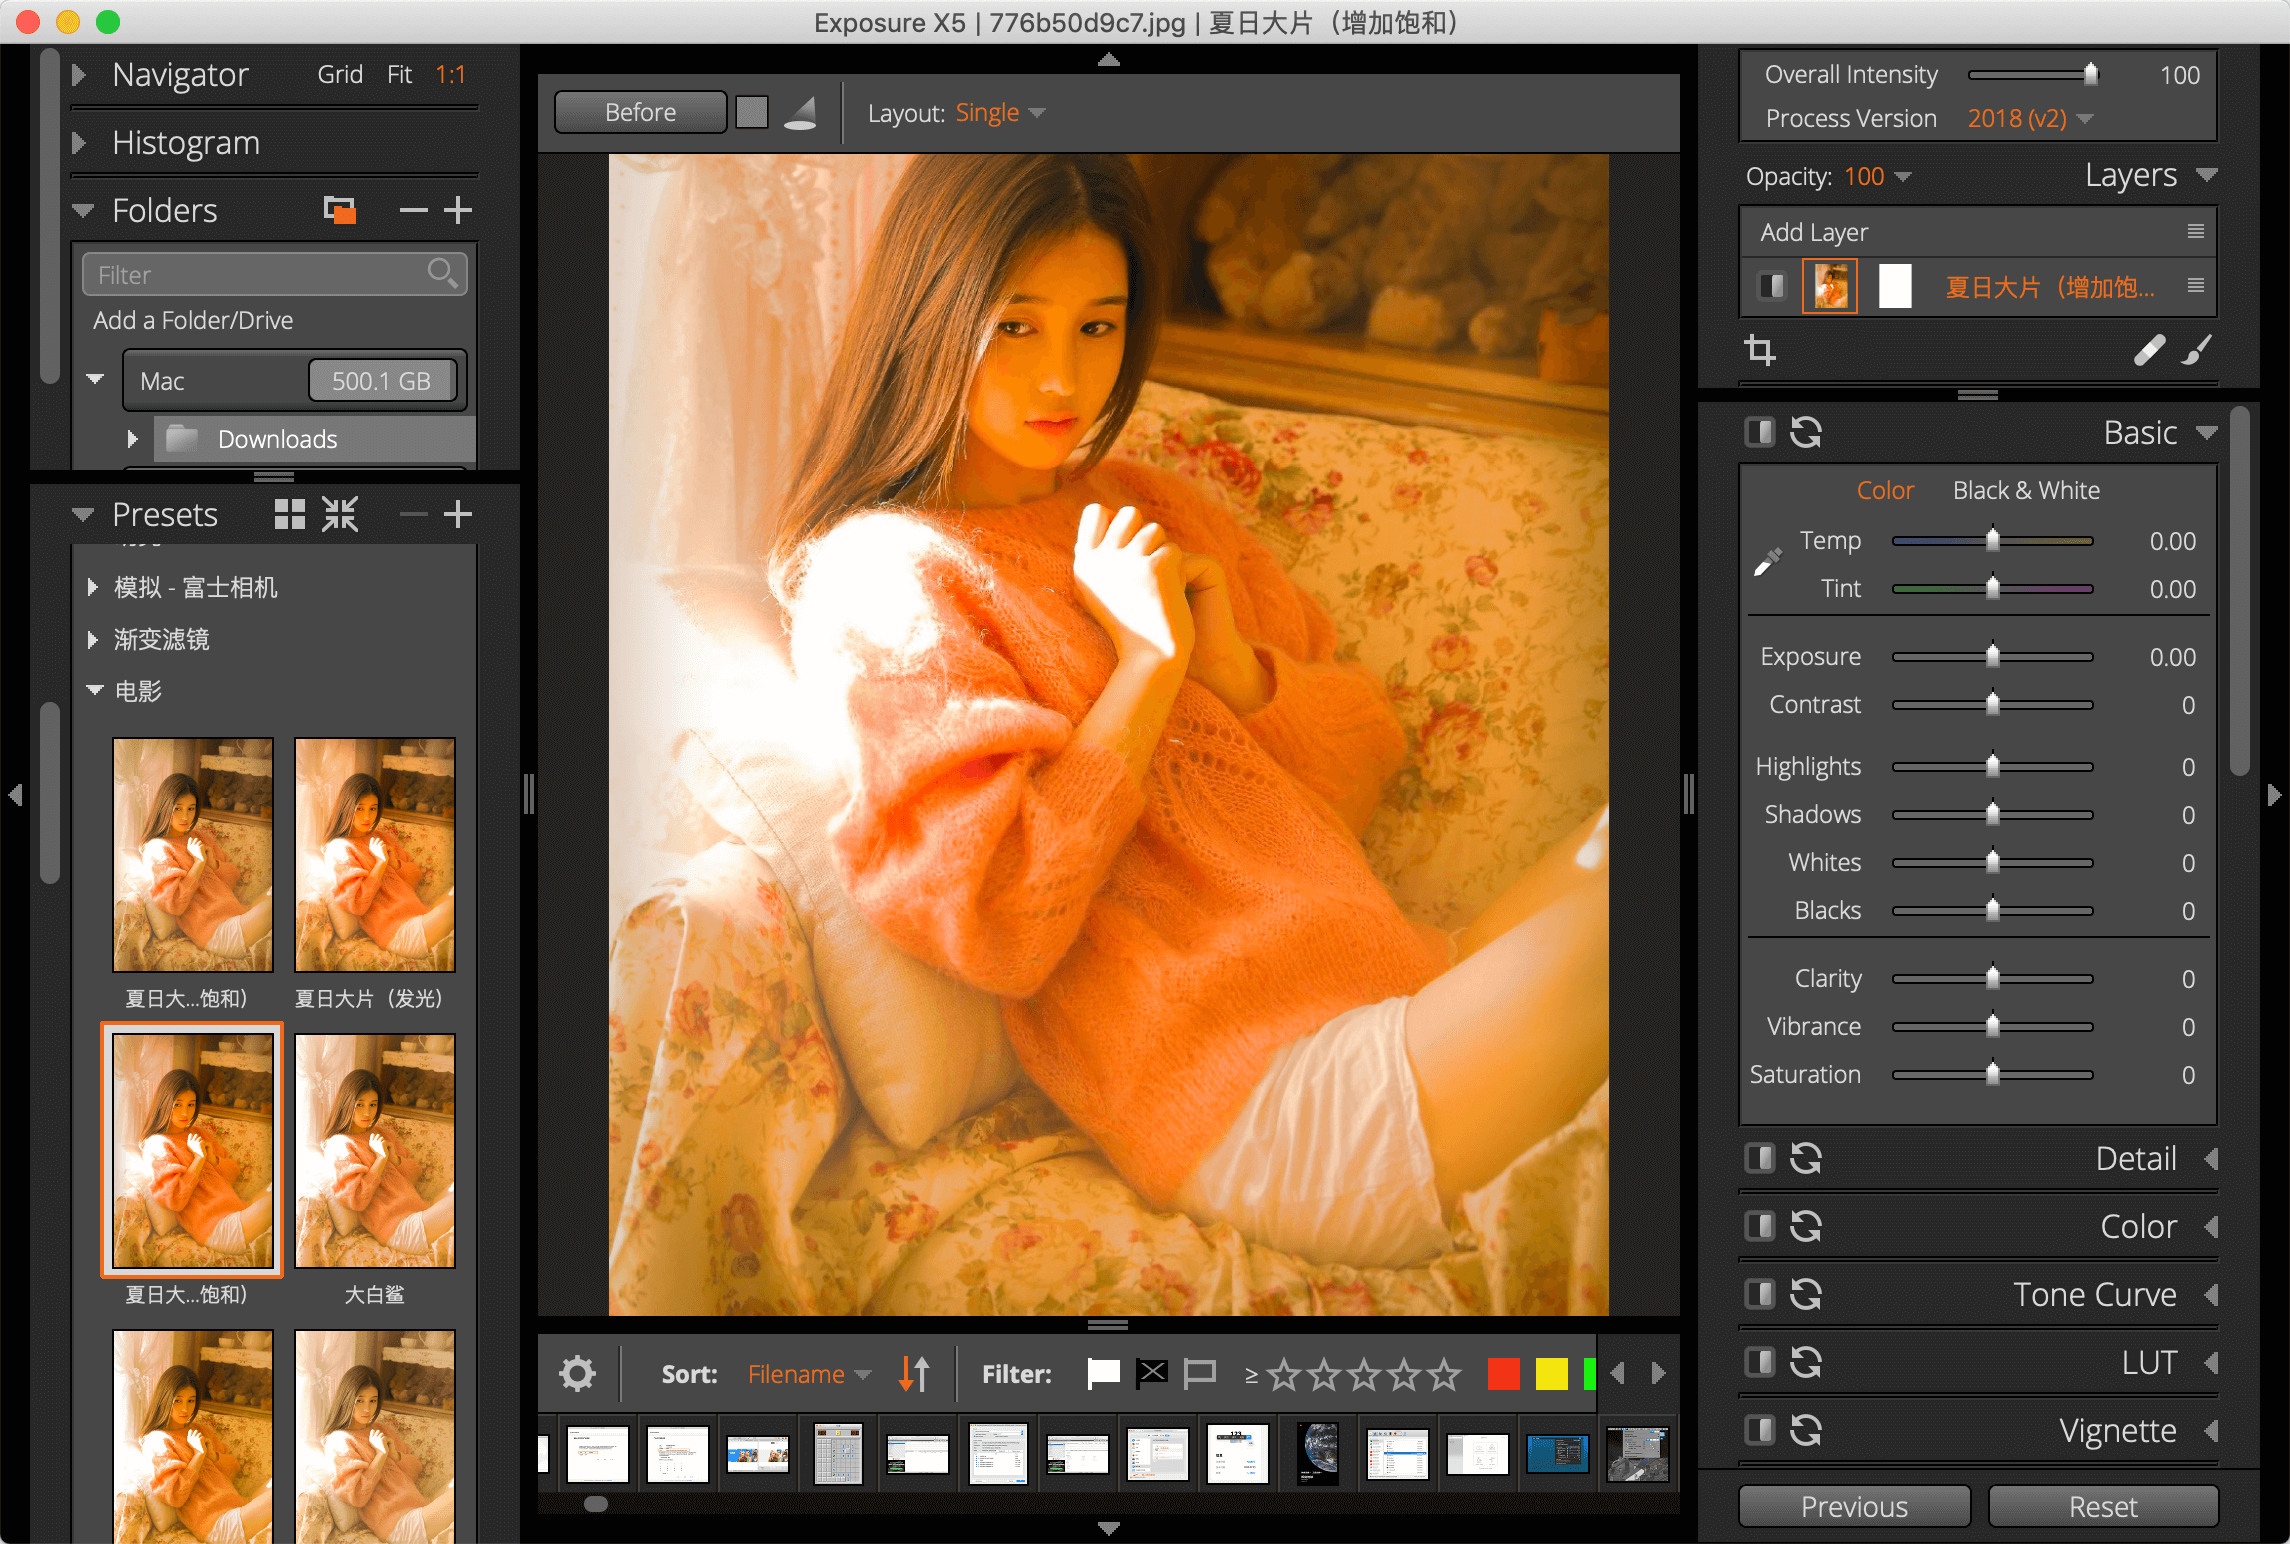 Exposure X5 | 776b50d9c7.jpg | 夏日大片（增加饱和）
Navigator
Grid
Fit
1:1
Histogram
Folders
Filter
Add a Folder/Drive
Mac
500.1 GB
Downloads
Presets
模拟 - 富士相机
渐变滤镜
电影
夏日大...饱和）
夏日大片（发光）
夏日大...饱和）
大白鲨
Before
Layout: Single
Sort: Filename
Filter:
≥
Overall Intensity 100
Process Version 2018 (v2)
Opacity: 100
Layers
Add Layer
夏日大片（增加饱...
Basic
Color
Black & White
Temp 0.00
Tint 0.00
Exposure 0.00
Contrast 0
Highlights 0
Shadows 0
Whites 0
Blacks 0
Clarity 0
Vibrance 0
Saturation 0
Detail
Color
Tone Curve
LUT
Vignette
Previous
Reset